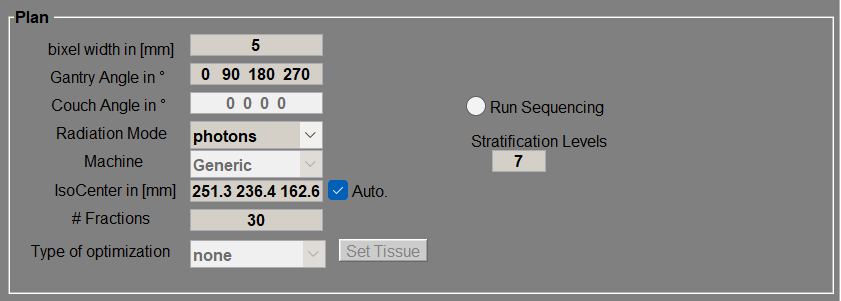 Plan
bixel width in [mm] 5
Gantry Angle in ° 0 90 180 270
Couch Angle in ° 0 0 0 0
Run Sequencing
Radiation Mode photons
Stratification Levels
Machine Generic
7
IsoCenter in [mm] 251.3 236.4 162.6 Auto.
# Fractions 30
Type of optimization none Set Tissue